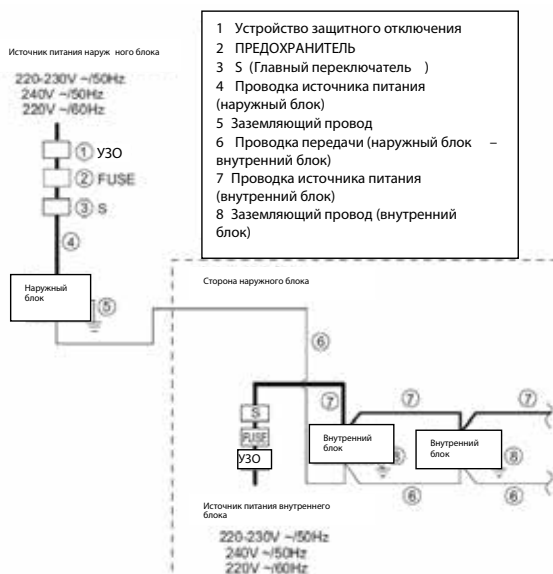 Источник питания наруж ного блока
220-230V ~/50Hz
240V ~/50Hz
220V ~/60Hz
① УЗО
② FUSE
③ S
④
Наружный
блок
⑤
1 Устройство защитного отключения
2 ПРЕДОХРАНИТЕЛЬ
3 S (Главный переключатель )
4 Проводка источника питания
(наружный блок)
5 Заземляющий провод
6 Проводка передачи (наружный блок –
внутренний блок)
7 Проводка источника питания
(внутренний блок)
8 Заземляющий провод (внутренний
блок)
Сторона наружного блока
⑥
⑦ ⑦ ⑦
S
FUSE
УЗО
Внутренний
блок
⑧
Внутренний
блок
⑧
⑥ ⑥
Источник питания внутреннего
блока
220-230V ~/50Hz
240V ~/50Hz
220V ~/60Hz